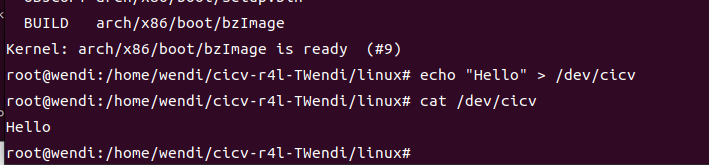 BUILD   arch/x86/boot/bzImage
Kernel: arch/x86/boot/bzImage is ready  (#9)
root@wendi:/home/wendi/cicv-r4l-TWendi/linux# echo "Hello" > /dev/cicv
root@wendi:/home/wendi/cicv-r4l-TWendi/linux# cat /dev/cicv
Hello
root@wendi:/home/wendi/cicv-r4l-TWendi/linux#